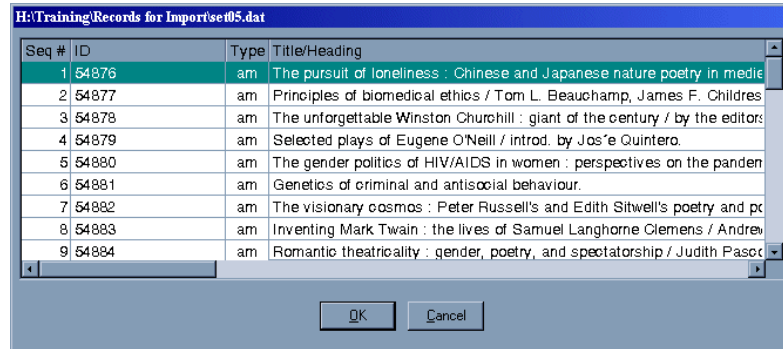 H:\Training\Records for Import\set05.dat
Seq # ID Type Title/Heading
1 54876 am The pursuit of loneliness : Chinese and Japanese nature poetry in medie
2 54877 am Principles of biomedical ethics / Tom L. Beauchamp, James F. Childres
3 54878 am The unforgettable Winston Churchill : giant of the century / by the editors
4 54879 am Selected plays of Eugene O'Neill / introd. by Jos´e Quintero.
5 54880 am The gender politics of HIV/AIDS in women : perspectives on the pandem
6 54881 am Genetics of criminal and antisocial behaviour.
7 54882 am The visionary cosmos : Peter Russell's and Edith Sitwell's poetry and po
8 54883 am Inventing Mark Twain : the lives of Samuel Langhorne Clemens / Andrew
9 54884 am Romantic theatricality : gender, poetry, and spectatorship / Judith Pasco
OK Cancel